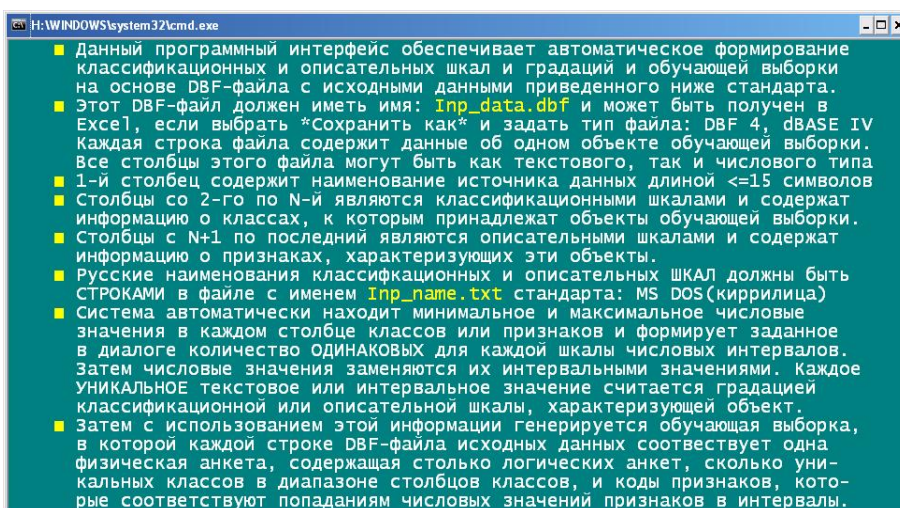 H:\WINDOWS\system32\cmd.exe
■ Данный программный интерфейс обеспечивает автоматическое формирование
классификационных и описательных шкал и градаций и обучающей выборки
на основе DBF-файла с исходными данными приведенного ниже стандарта.
■ Этот DBF-файл должен иметь имя: Inp_data.dbf и может быть получен в
Excel, если выбрать *Сохранить как* и задать тип файла: DBF 4, dBASE IV
Каждая строка файла содержит данные об одном объекте обучающей выборки.
Все столбцы этого файла могут быть как текстового, так и числового типа
■ 1-й столбец содержит наименование источника данных длиной <=15 символов
■ Столбцы со 2-го по N-й являются классификационными шкалами и содержат
информацию о классах, к которым принадлежат объекты обучающей выборки.
■ Столбцы с N+1 по последний являются описательными шкалами и содержат
информацию о признаках, характеризующих эти объекты.
■ Русские наименования классифкационных и описательных ШКАЛ должны быть
СТРОКАМИ в файле с именем Inp_name.txt стандарта: MS DOS(киррилица)
■ Система автоматически находит минимальное и максимальное числовые
значения в каждом столбце классов или признаков и формирует заданное
в диалоге количество ОДИНАКОВЫХ для каждой шкалы числовых интервалов.
Затем числовые значения заменяются их интервальными значениями. Каждое
УНИКАЛЬНОЕ текстовое или интервальное значение считается градацией
классификационной или описательной шкалы, характеризующей объект.
■ Затем с использованием этой информации генерируется обучающая выборка,
в которой каждой строке DBF-файла исходных данных соотвествует одна
физическая анкета, содержащая столько логических анкет, сколько уни-
кальных классов в диапазоне столбцов классов, и коды признаков, кото-
рые соответствуют попаданиям числовых значений признаков в интервалы.